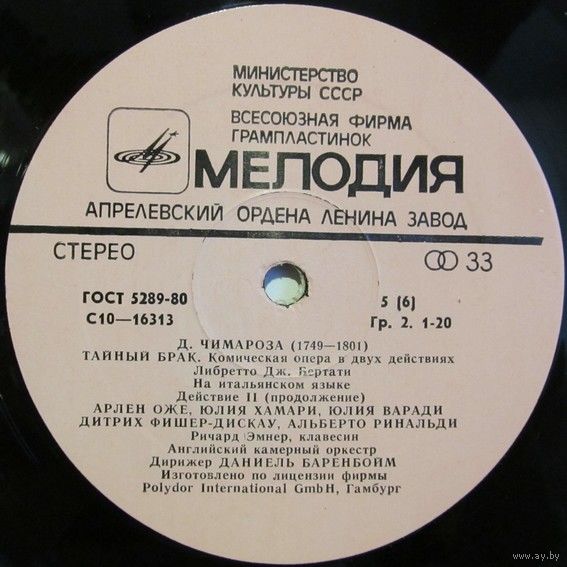 МИНИСТЕРСТВО
КУЛЬТУРЫ СССР
ВСЕСОЮЗНАЯ ФИРМА
ГРАМПЛАСТИНОК
МЕЛОДИЯ
АПРЕЛЕВСКИЙ ОРДЕНА ЛЕНИНА ЗАВОД
СТЕРЕО 33
ГОСТ 5289-80 5 (6)
С10—16313 Гр. 2. 1-20
Д. ЧИМАРОЗА (1749—1801)
ТАЙНЫЙ БРАК. Комическая опера в двух действиях
Либретто Дж. Бертати
На итальянском языке
Действие II (продолжение)
АРЛЕН ОЖЕ, ЮЛИЯ ХАМАРИ, ЮЛИЯ ВАРАДИ
ДИТРИХ ФИШЕР-ДИСКАУ, АЛЬБЕРТО РИНАЛЬДИ
Ричард Эмнер, клавесин
Английский камерный оркестр
Дирижер ДАНИЕЛЬ БАРЕНБОЙМ
Изготовлено по лицензии фирмы
Polydor International GmbH, Гамбург
www.ay.by